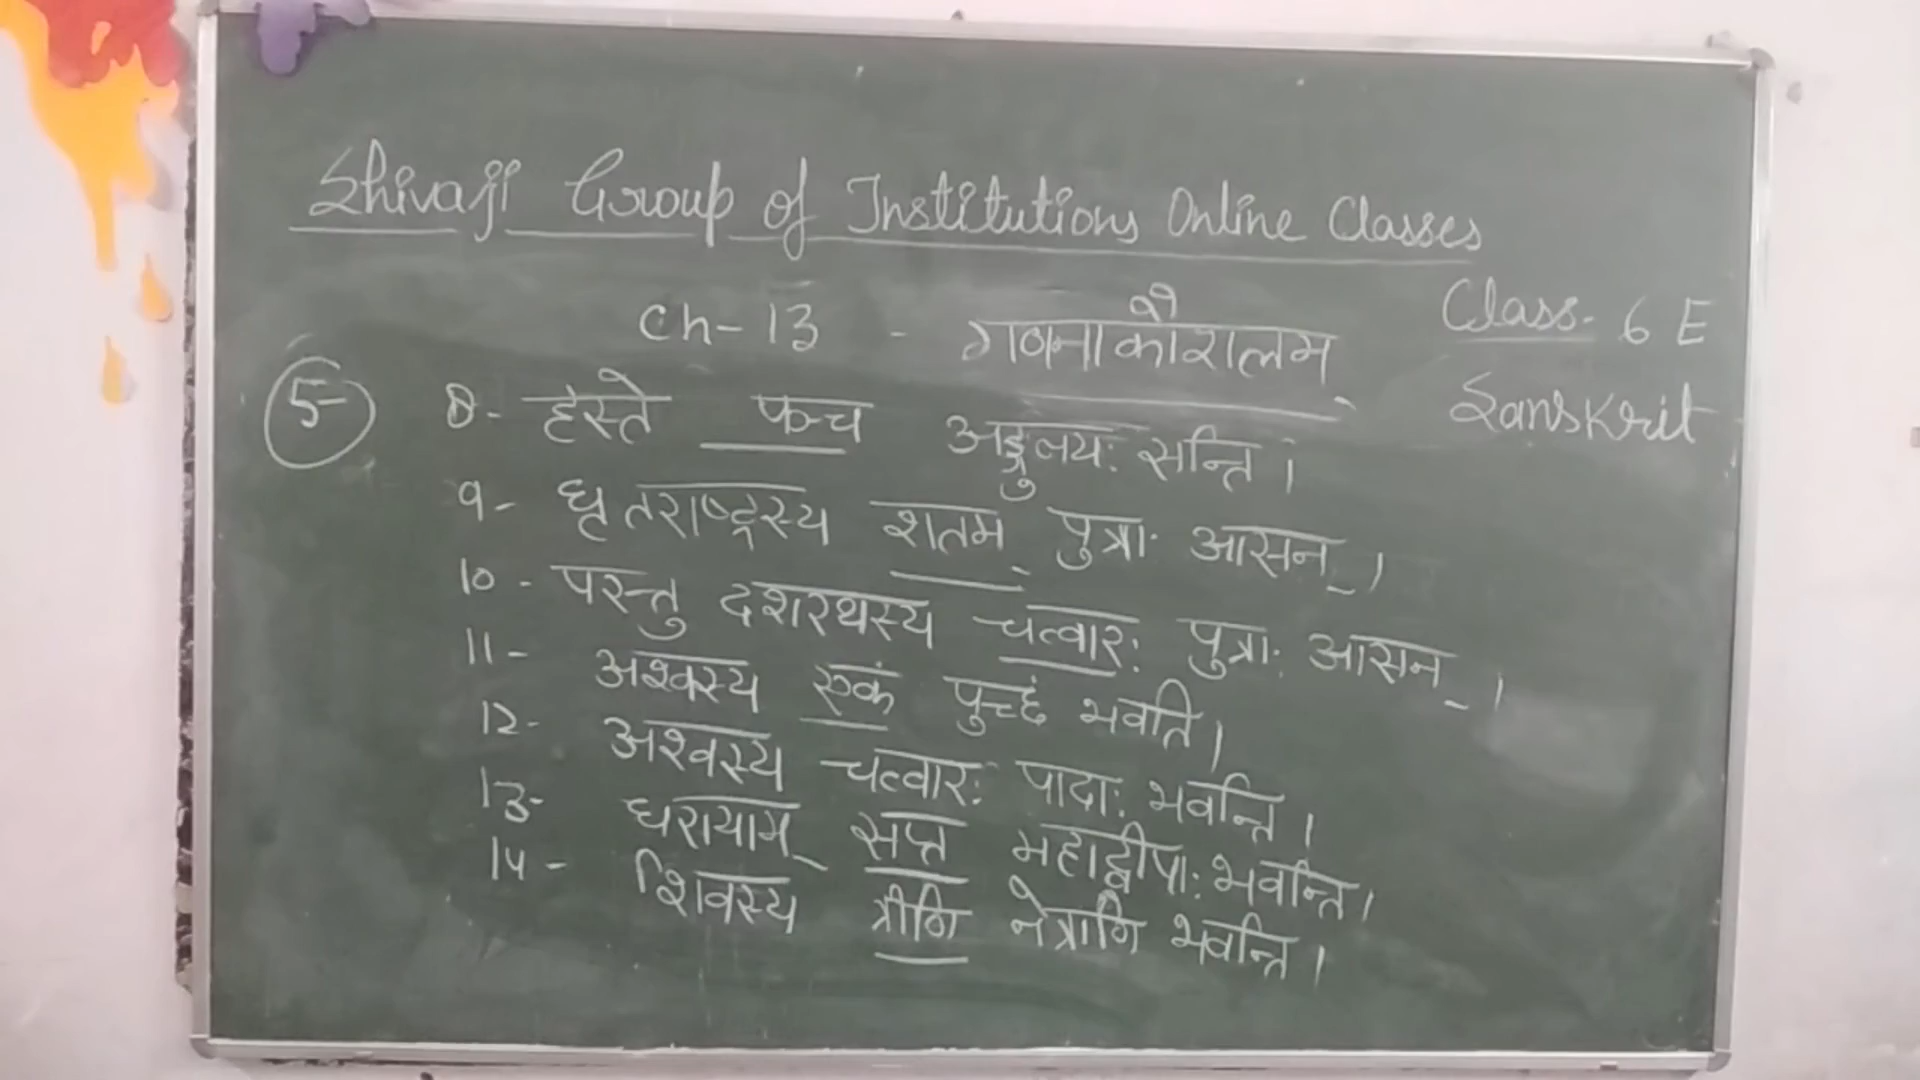 Shivaji Group of Institutions Online Classes
Ch-13 - गणनाकौशलम् Class- 6 E
Sanskrit
5
8- हस्ते पञ्च अङ्गुलयः सन्ति।
9- धृतराष्ट्रस्य शतम् पुत्राः आसन्।
10- परन्तु दशरथस्य चत्वारः पुत्राः आसन्।
11- अश्वस्य एकं पुच्छं भवति।
12- अश्वस्य चत्वारः पादाः भवन्ति।
13- धरायाम् सप्त महाद्वीपाः भवन्ति।
14- शिवस्य त्रीणि नेत्राणि भवन्ति।